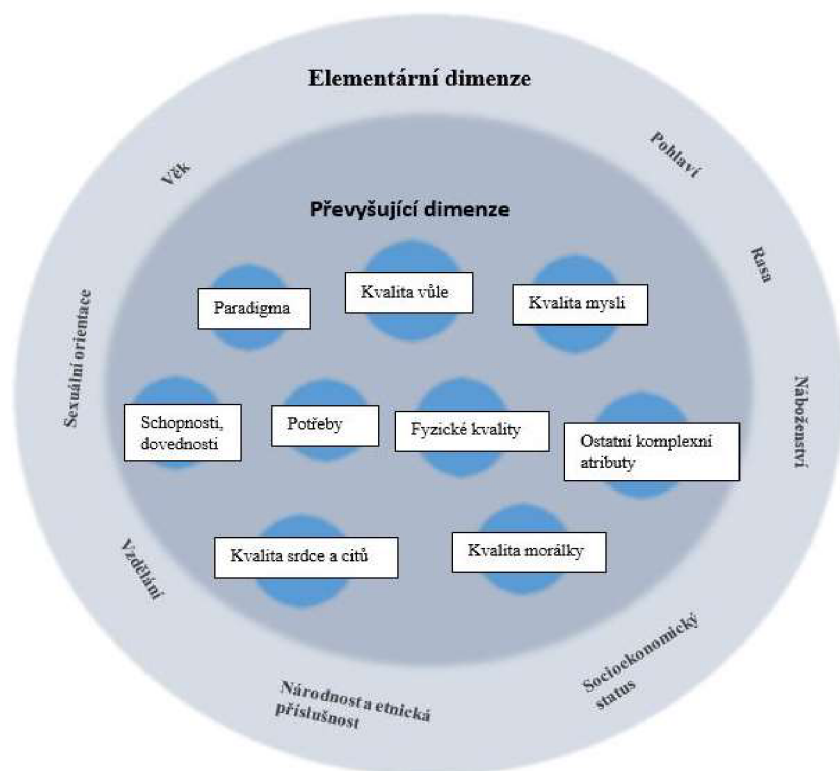 Elementární dimenze
Věk
Pohlaví
Převyšující dimenze
Rasa
Paradigma
Kvalita vůle
Kvalita mysli
Sexuální orientace
Schopnosti,
dovednosti
Potřeby
Fyzické kvality
Ostatní komplexní
atributy
Náboženství
Kvalita srdce a citů
Kvalita morálky
Vzdělání
Národnost a etnická
příslušnost
Socioekonomický
status